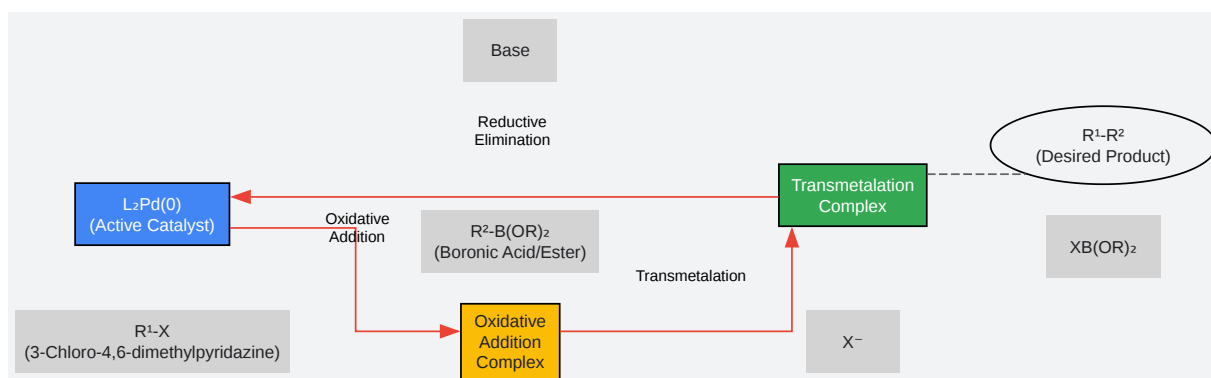 Base
Reductive
Elimination
R¹-R²
(Desired Product)
Transmetalation
Complex
L₂Pd(0)
(Active Catalyst)
Oxidative
Addition
R²-B(OR)₂
(Boronic Acid/Ester)
XB(OR)₂
Transmetalation
R¹-X
(3-Chloro-4,6-dimethylpyridazine)
Oxidative
Addition
Complex
X⁻